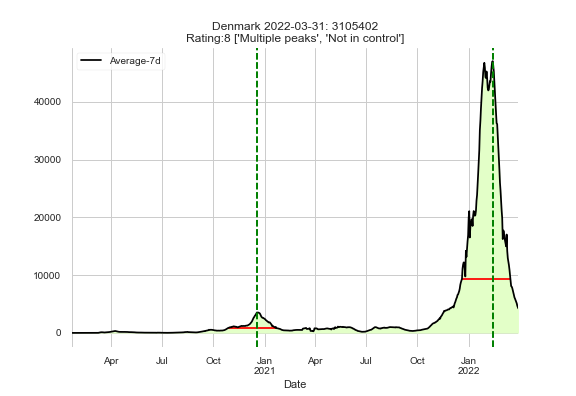 Denmark 2022-03-31: 3105402
Rating:8 ['Multiple peaks', 'Not in control']
Average-7d
40000
30000
20000
10000
0
Apr Jul Oct Jan Apr Jul Oct Jan
2021 2022
Date